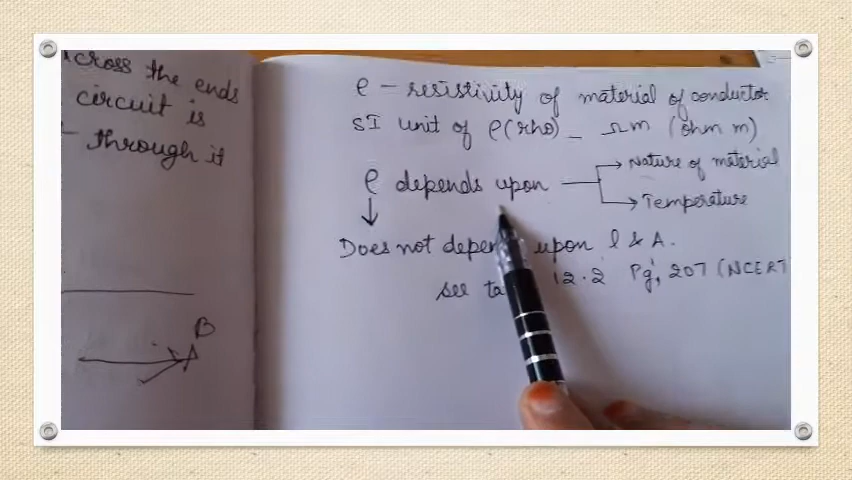 cross the ends
circuit is
through it
ρ - resistivity of material of conductor
SI unit of ρ(rho) - Ωm (ohm m)
ρ depends upon
Nature of material
Temperature
Does not depen upon l & A.
see ta 12.2 Pg, 207 (NCERT
B
A